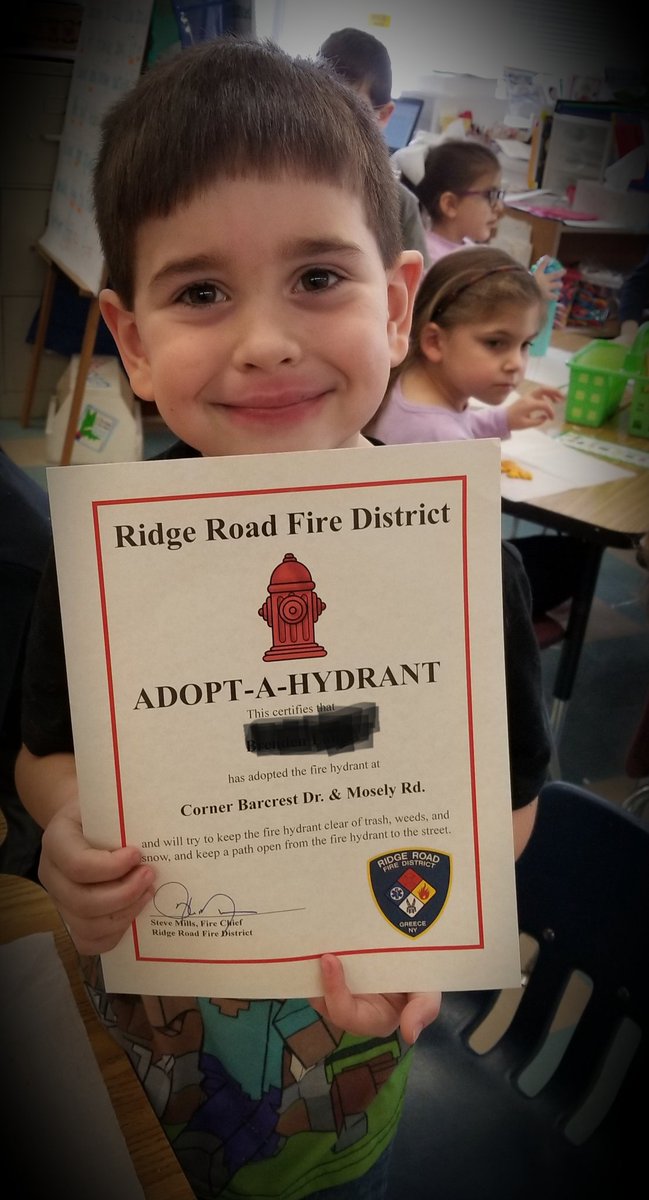 Ridge Road Fire District
ADOPT-A-HYDRANT
This certifies that
has adopted the fire hydrant at
Corner Barcrest Dr. & Mosely Rd.
and will try to keep the fire hydrant clear of trash, weeds, and
snow, and keep a path open from the fire hydrant to the street.
Steve Mills, Fire Chief
Ridge Road Fire District
RIDGE ROAD
FIRE DISTRICT
GREECE
NY